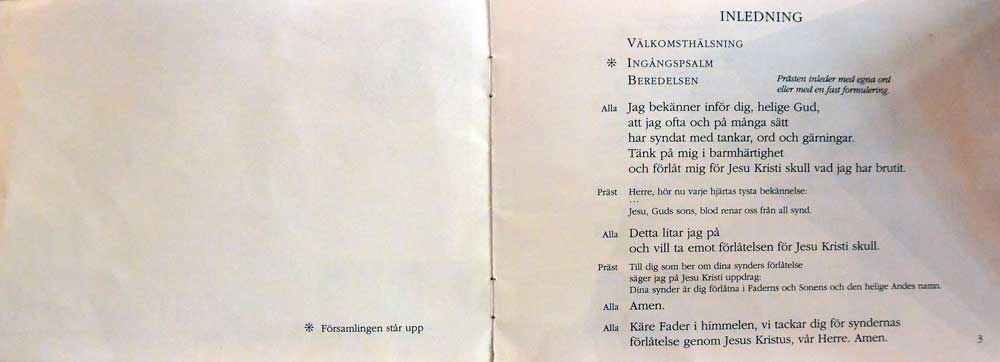 ※ Församlingen står upp
INLEDNING
VÄLKOMSTHÄLSNING
※ INGÅNGSPSALM
BEREDELSEN
Prästen inleder med egna ord
eller med en fast formulering.
Alla Jag bekänner inför dig, helige Gud,
att jag ofta och på många sätt
har syndat med tankar, ord och gärningar.
Tänk på mig i barmhärtighet
och förlåt mig för Jesu Kristi skull vad jag har brutit.
Präst Herre, hör nu varje hjärtas tysta bekännelse:
...
Jesu, Guds sons, blod renar oss från all synd.
Alla Detta litar jag på
och vill ta emot förlåtelsen för Jesu Kristi skull.
Präst Till dig som ber om dina synders förlåtelse
säger jag på Jesu Kristi uppdrag:
Dina synder är dig förlåtna i Faderns och Sonens och den helige Andes namn.
Alla Amen.
Alla Käre Fader i himmelen, vi tackar dig för syndernas
förlåtelse genom Jesus Kristus, vår Herre. Amen.
3